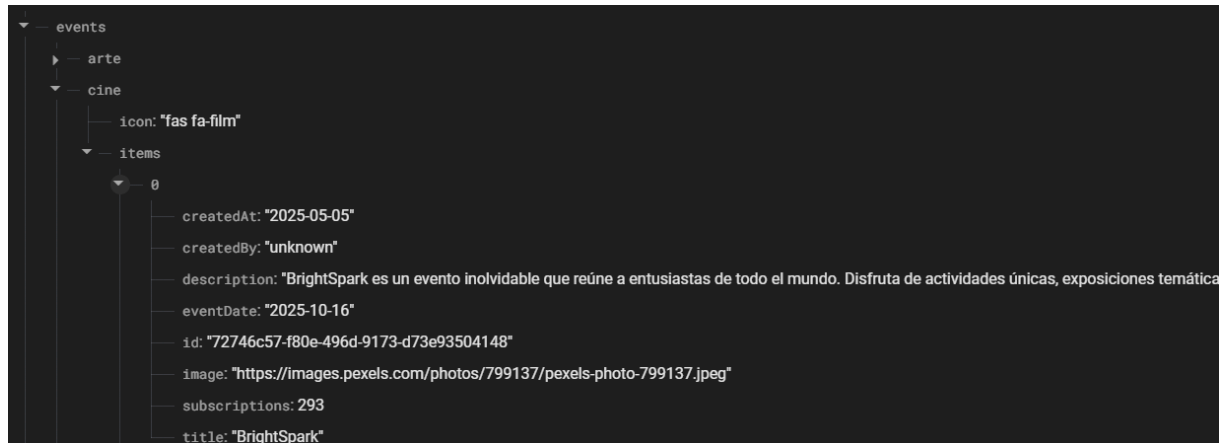 events
arte
cine
icon: "fas fa-film"
items
0
createdAt: "2025-05-05"
createdBy: "unknown"
description: "BrightSpark es un evento inolvidable que reúne a entusiastas de todo el mundo. Disfruta de actividades únicas, exposiciones temática
eventDate: "2025-10-16"
id: "72746c57-f80e-496d-9173-d73e93504148"
image: "https://images.pexels.com/photos/799137/pexels-photo-799137.jpeg"
subscriptions: 293
title: "BrightSpark"